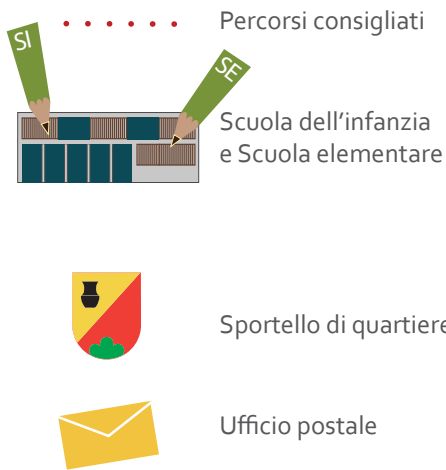 Percorsi consigliati
SI
SE
Scuola dell'infanzia
e Scuola elementare
Sportello di quartiere
Ufficio postale